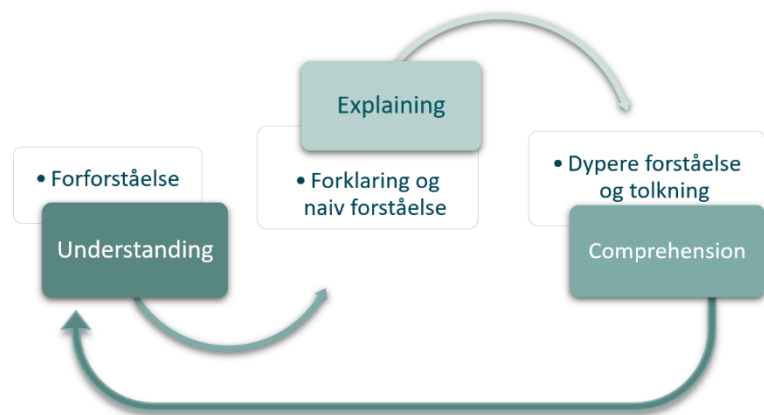 • Forforståelse
Understanding
Explaining
• Forklaring og
naiv forståelse
• Dypere forståelse
og tolkning
Comprehension